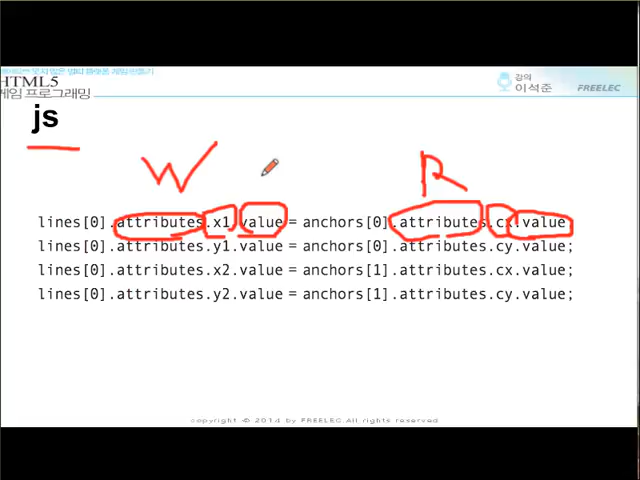 HTML5
게임 프로그래밍
강의
이석준
FREELEC
js
W
R
lines[0].attributes.x1.value = anchors[0].attributes.cx.value;
lines[0].attributes.y1.value = anchors[0].attributes.cy.value;
lines[0].attributes.x2.value = anchors[1].attributes.cx.value;
lines[0].attributes.y2.value = anchors[1].attributes.cy.value;
copyright © 2014 by FREELEC.All rights reserved